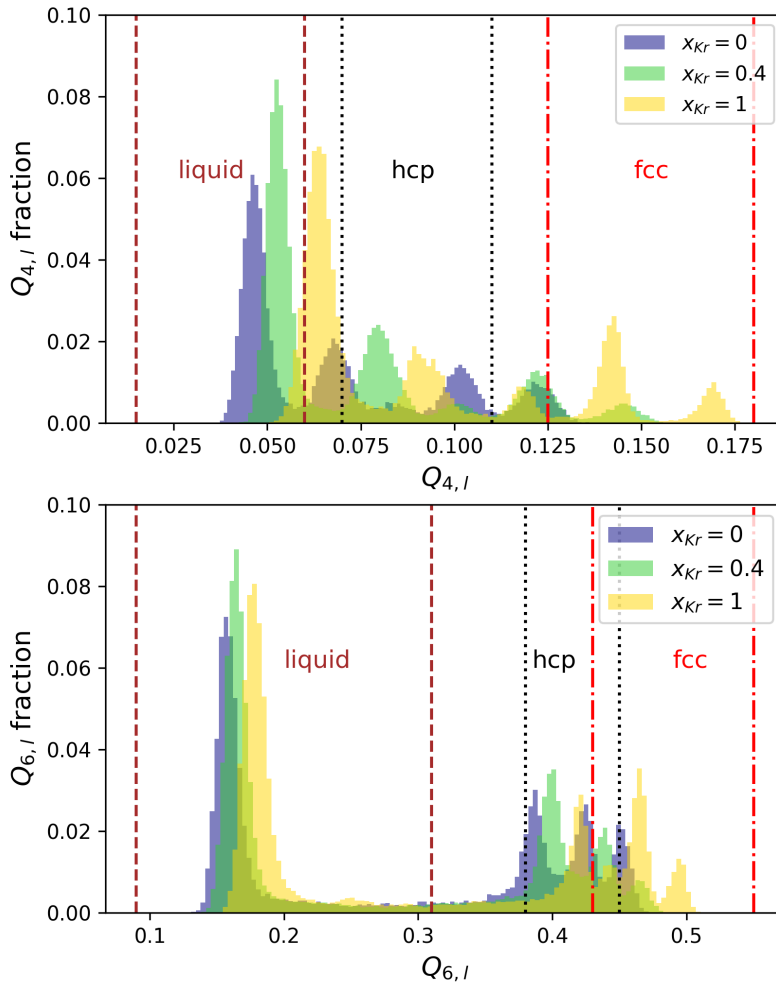 0.10
0.08
0.06
0.04
0.02
0.00
Q4,l fraction
liquid
hcp
fcc
xKr = 0
xKr = 0.4
xKr = 1
0.025 0.050 0.075 0.100 0.125 0.150 0.175
Q4,l
0.10
0.08
0.06
0.04
0.02
0.00
Q6,l fraction
liquid
hcp
fcc
xKr = 0
xKr = 0.4
xKr = 1
0.1 0.2 0.3 0.4 0.5
Q6,l